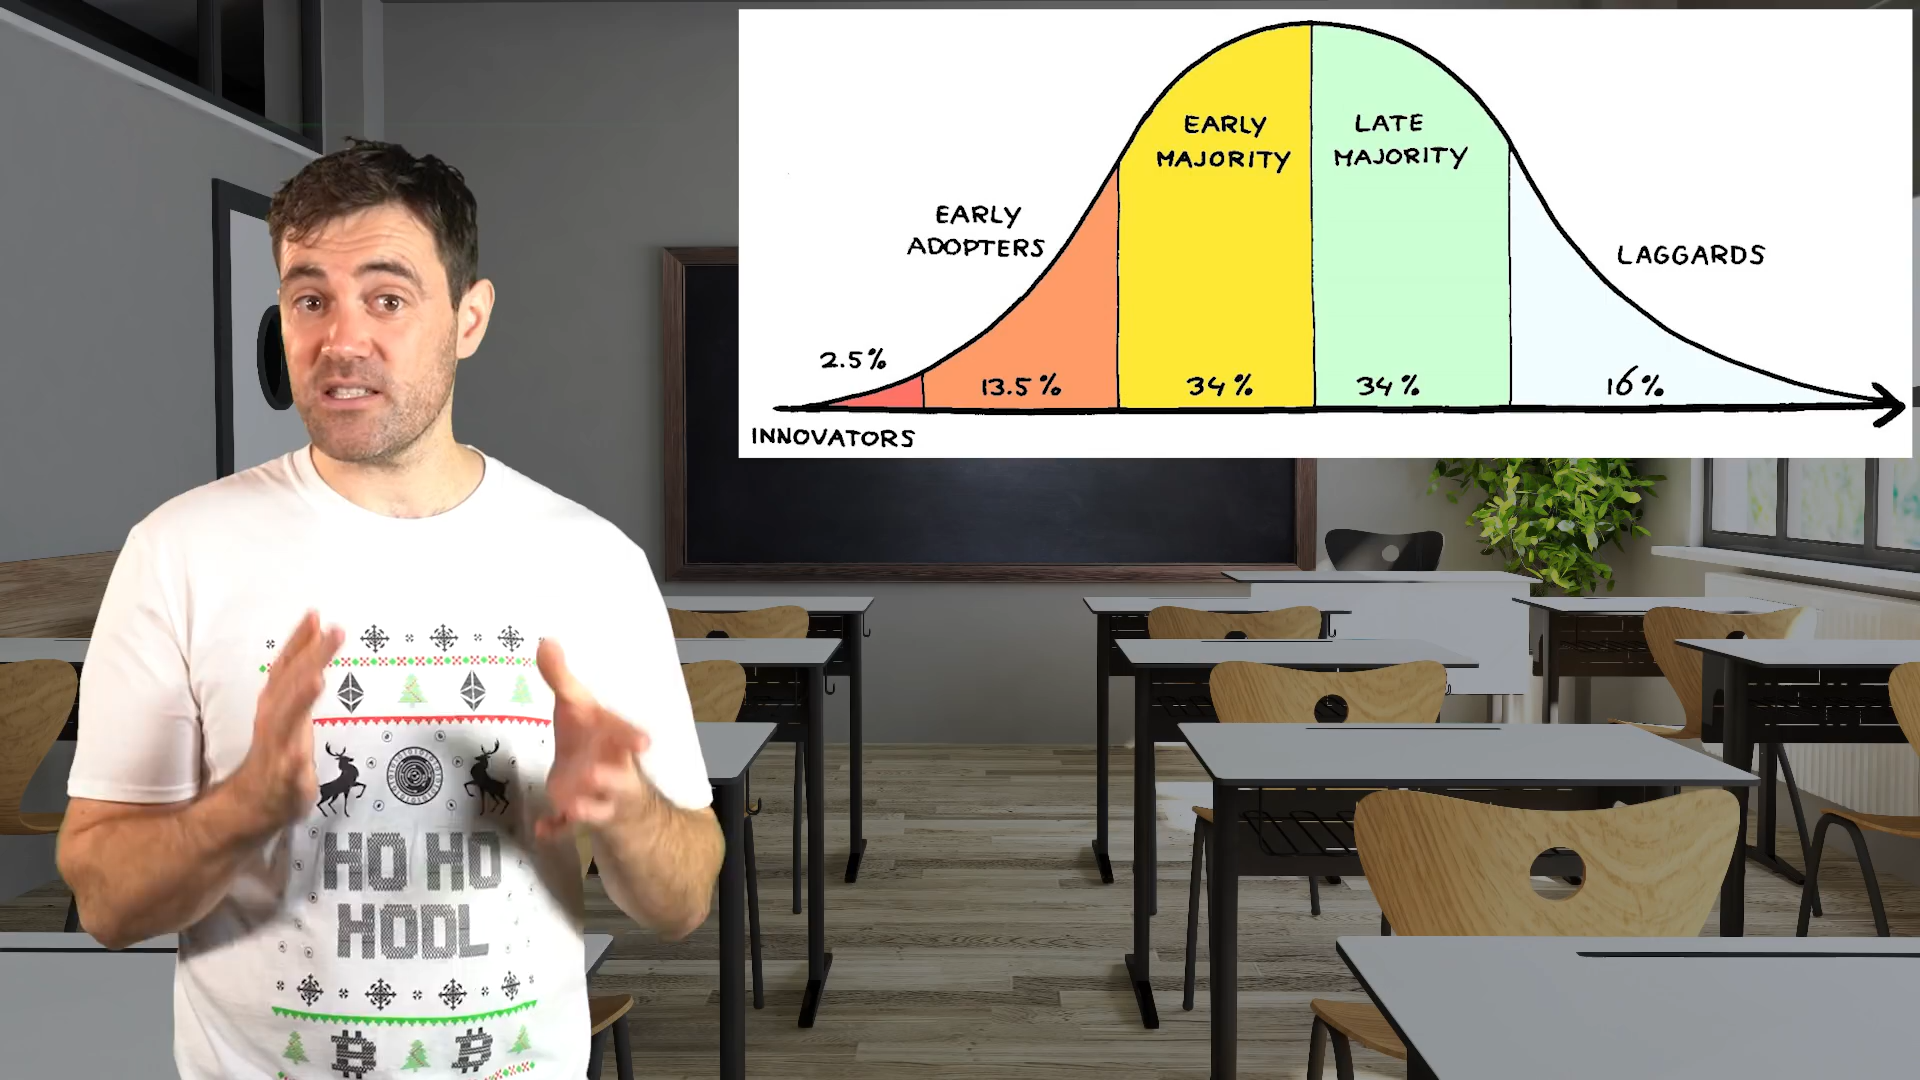 EARLY
MAJORITY
LATE
MAJORITY
EARLY
ADOPTERS
LAGGARDS
2.5%
13.5%
34%
34%
16%
INNOVATORS
HO HO
HODL